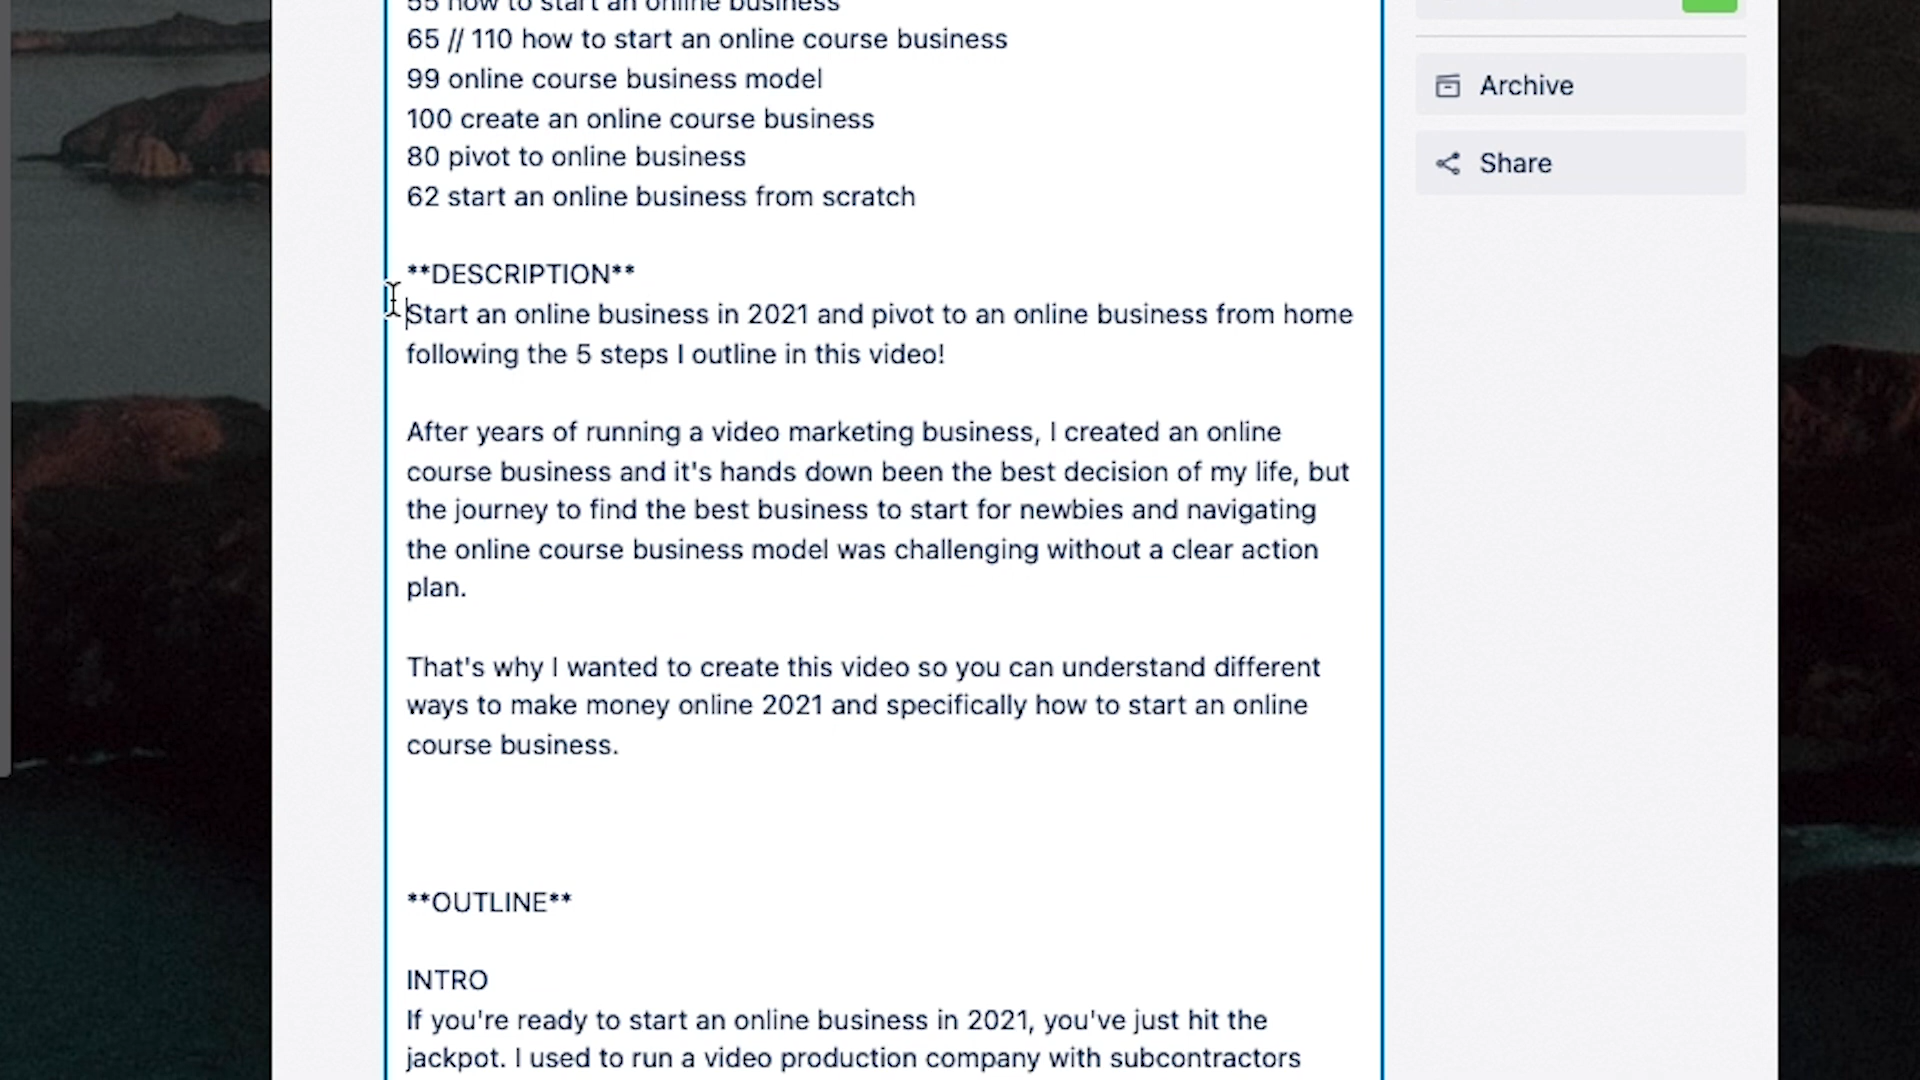 55 how to start an online business
65 // 110 how to start an online course business
99 online course business model
100 create an online course business
80 pivot to online business
62 start an online business from scratch
**DESCRIPTION**
Start an online business in 2021 and pivot to an online business from home
following the 5 steps I outline in this video!
After years of running a video marketing business, I created an online
course business and it's hands down been the best decision of my life, but
the journey to find the best business to start for newbies and navigating
the online course business model was challenging without a clear action
plan.
That's why I wanted to create this video so you can understand different
ways to make money online 2021 and specifically how to start an online
course business.
**OUTLINE**
INTRO
If you're ready to start an online business in 2021, you've just hit the
jackpot. I used to run a video production company with subcontractors
Archive
Share